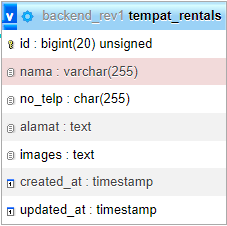 v backend_rev1 tempat_rentals
id : bigint(20) unsigned
nama : varchar(255)
no_telp : char(255)
alamat : text
images : text
created_at : timestamp
updated_at : timestamp